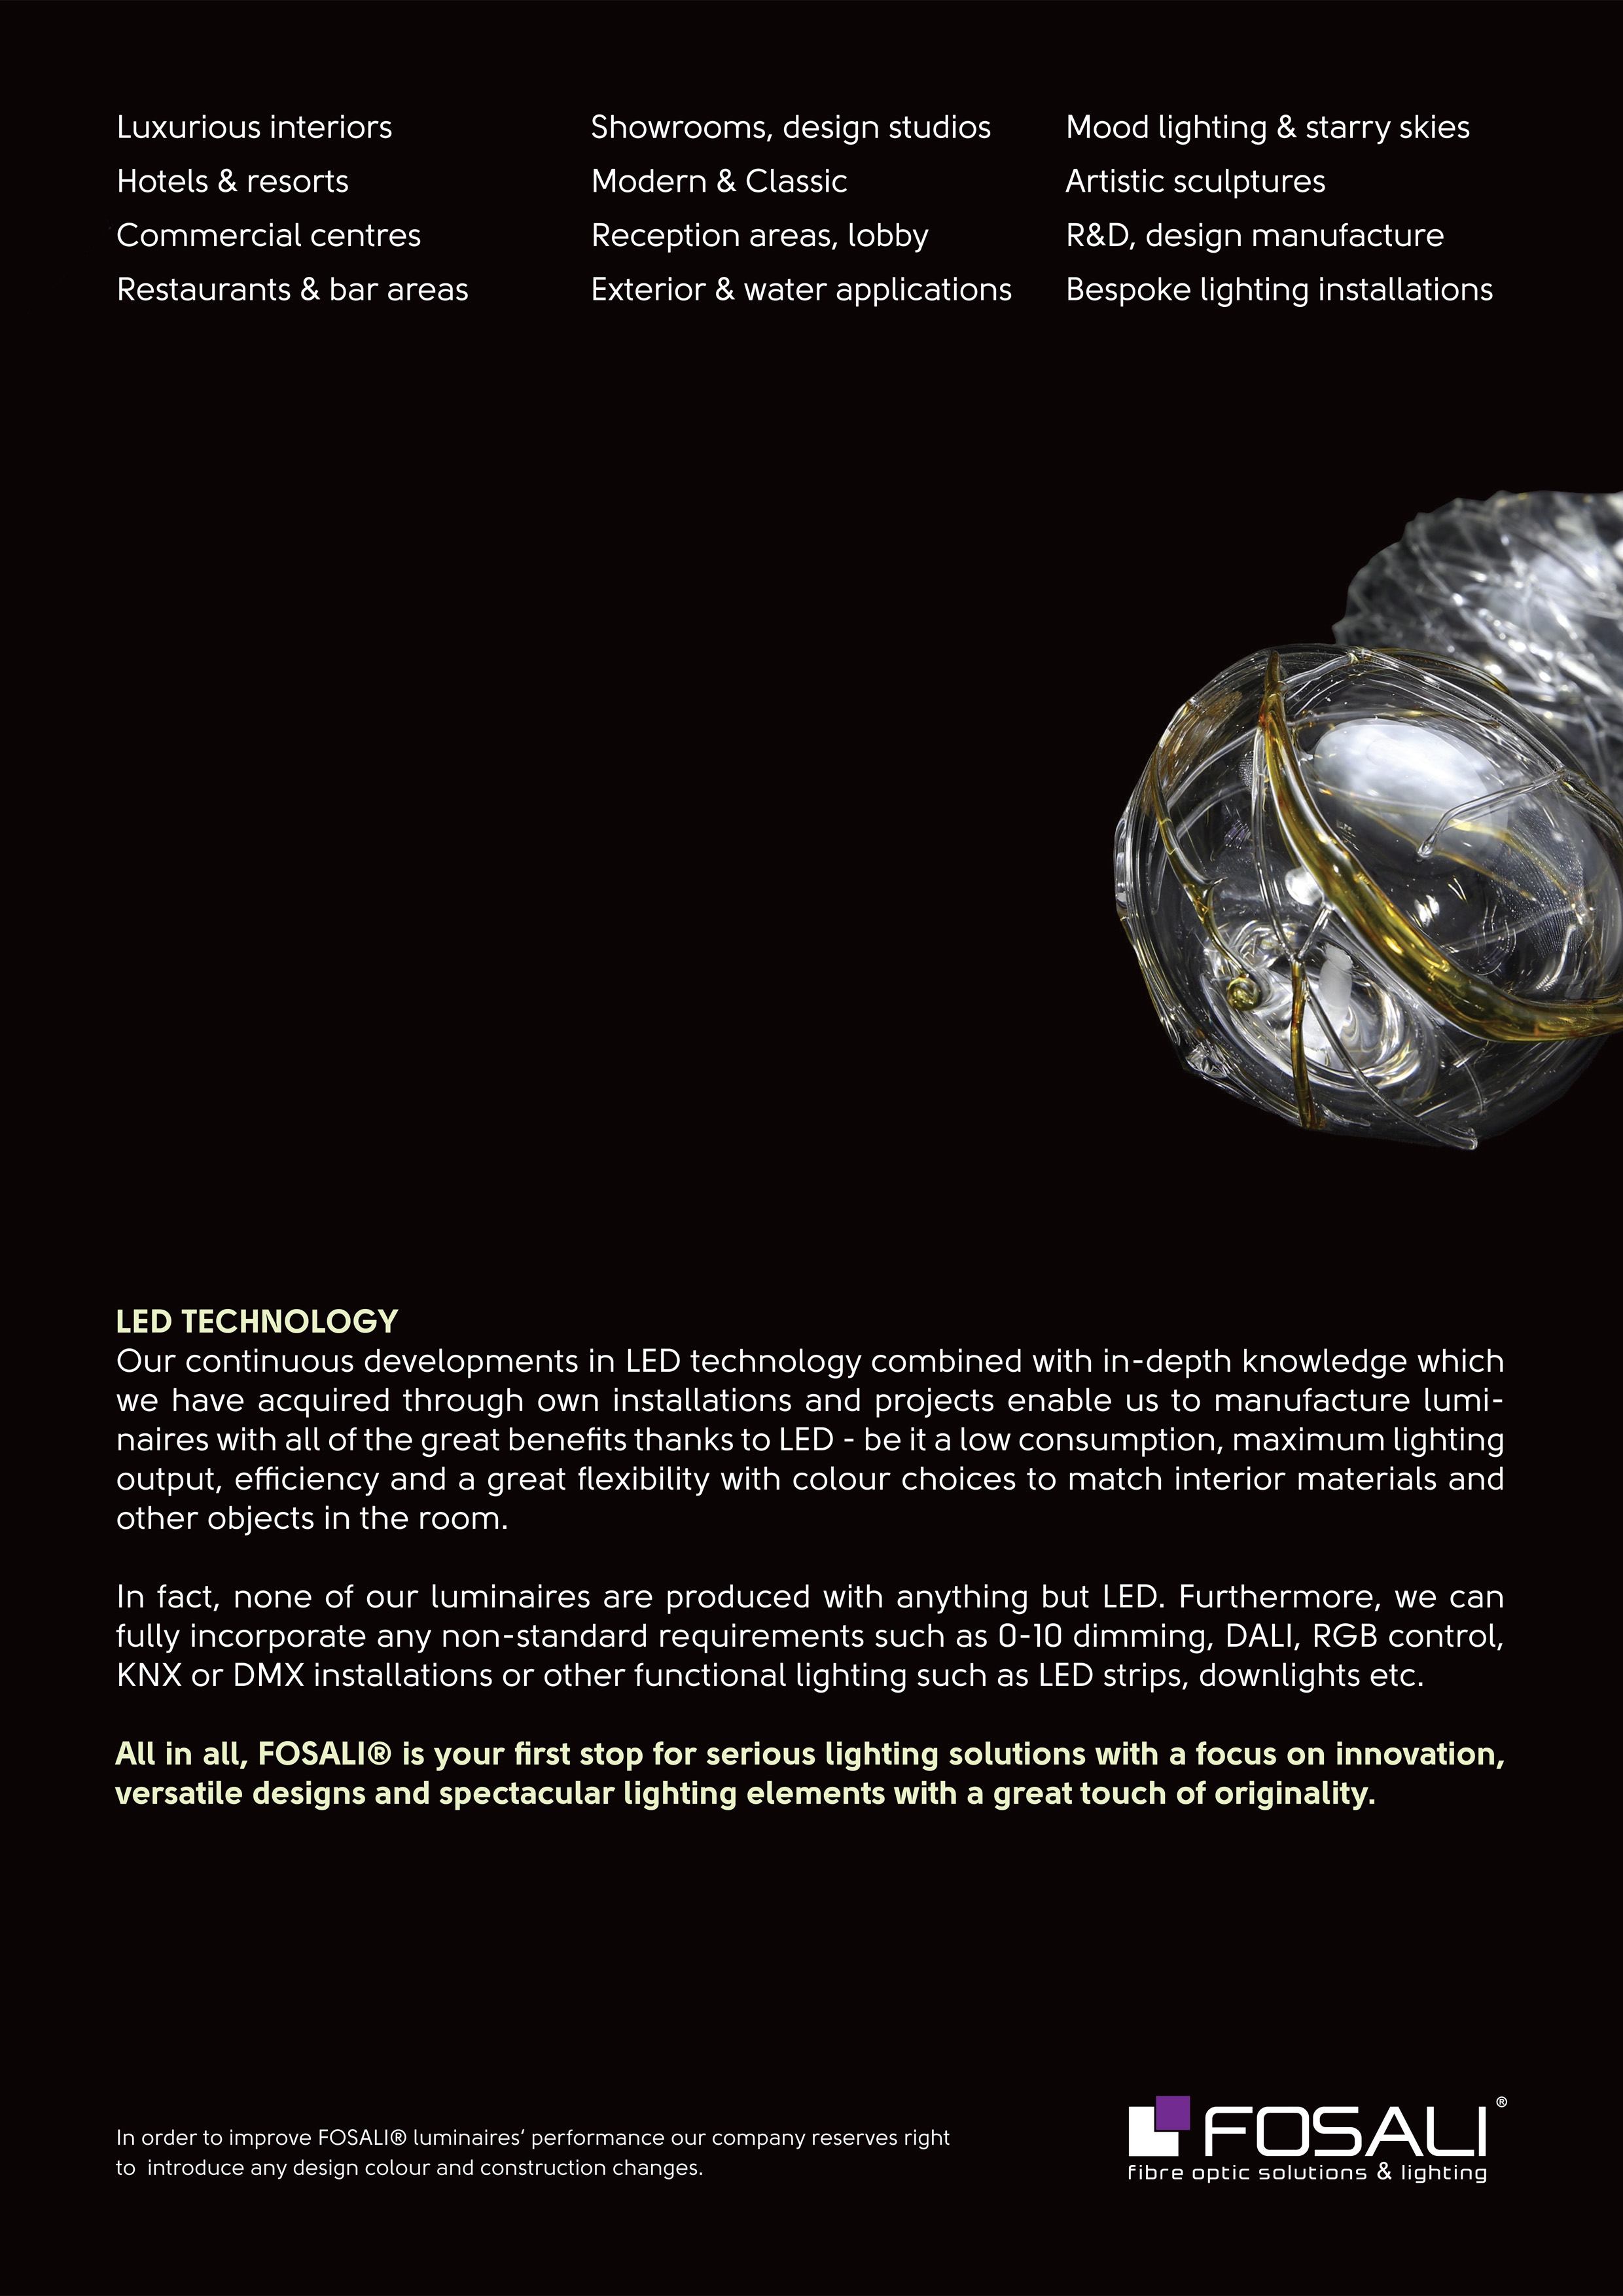 Luxurious interiors
Hotels & resorts
Commercial centres
Restaurants & bar areas
Showrooms, design studios
Modern & Classic
Reception areas, lobby
Exterior & water applications
Mood lighting & starry skies
Artistic sculptures
R&D, design manufacture
Bespoke lighting installations
LED TECHNOLOGY
Our continuous developments in LED technology combined with in-depth knowledge which
we have acquired through own installations and projects enable us to manufacture lumi-
naires with all of the great benefits thanks to LED - be it a low consumption, maximum lighting
output, efficiency and a great flexibility with colour choices to match interior materials and
other objects in the room.
In fact, none of our luminaires are produced with anything but LED. Furthermore, we can
fully incorporate any non-standard requirements such as 0-10 dimming, DALI, RGB control,
KNX or DMX installations or other functional lighting such as LED strips, downlights etc.
All in all, FOSALI® is your first stop for serious lighting solutions with a focus on innovation,
versatile designs and spectacular lighting elements with a great touch of originality.
In order to improve FOSALI® luminaires‘ performance our company reserves right
to introduce any design colour and construction changes.
FOSALI®
fibre optic solutions & lighting